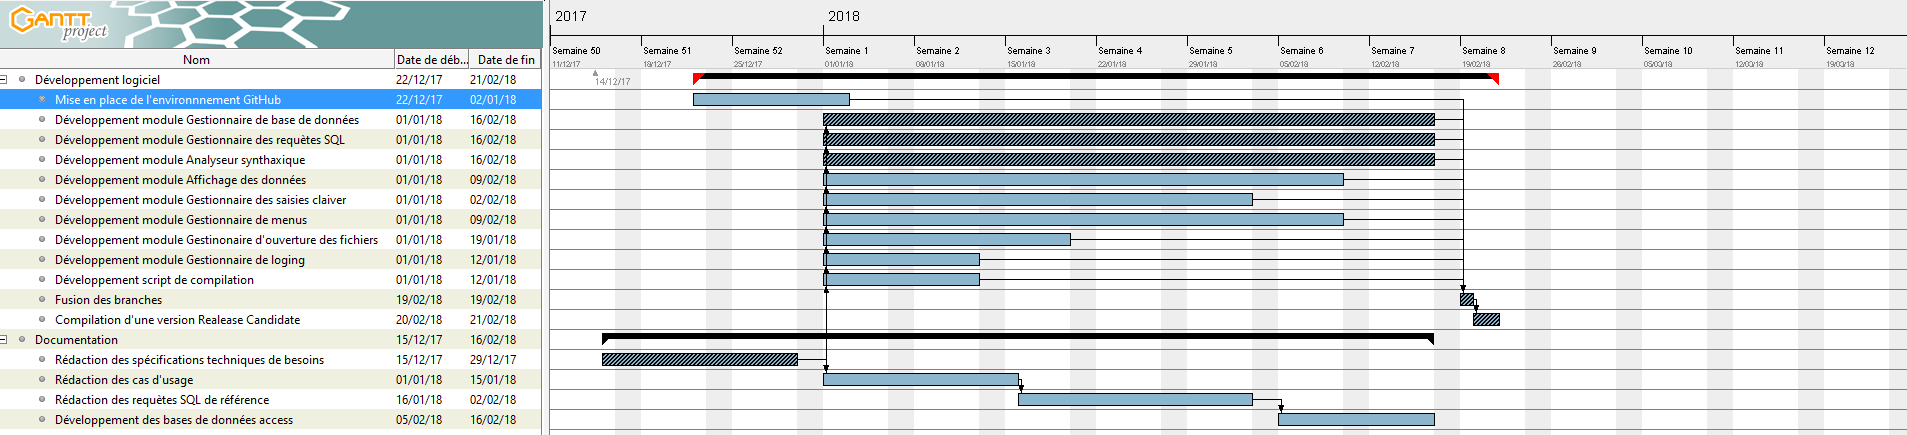 GANTT
project
2017
2018
Semaine 50 Semaine 51 Semaine 52 Semaine 1 Semaine 2 Semaine 3 Semaine 4 Semaine 5 Semaine 6 Semaine 7 Semaine 8 Semaine 10 Semaine 9 Semaine 11 Semaine 12
Nom Date de déb... Date de fin
11/12/17 18/12/17 25/12/17 01/01/18 08/01/18 15/01/18 22/01/18 29/01/18 05/02/18 12/02/18 19/02/18 26/02/18 05/03/18 12/03/18 19/03/18
14/12/17
Développement logiciel 22/12/17 21/02/18
Mise en place de l'environnnement GitHub 22/12/17 02/01/18
Développement module Gestionnaire de base de données 01/01/18 16/02/18
Développement module Gestionnaire des requètes SQL 01/01/18 16/02/18
Développement module Analyseur synthaxique 01/01/18 16/02/18
Développement module Affichage des données 01/01/18 09/02/18
Développement module Gestionnaire des saisies claiver 01/01/18 02/02/18
Développement module Gestionnaire de menus 01/01/18 09/02/18
Développement module Gestinonaire d'ouverture des fichiers 01/01/18 19/01/18
Développement module Gestionnaire de loging 01/01/18 12/01/18
Développement script de compilation 01/01/18 12/01/18
Fusion des branches 19/02/18 19/02/18
Compilation d'une version Realease Candidate 20/02/18 21/02/18
Documentation 15/12/17 16/02/18
Rédaction des spécifications techniques de besoins 15/12/17 29/12/17
Rédaction des cas d'usage 01/01/18 15/01/18
Rédaction des requètes SQL de référence 16/01/18 02/02/18
Développement des bases de données access 05/02/18 16/02/18